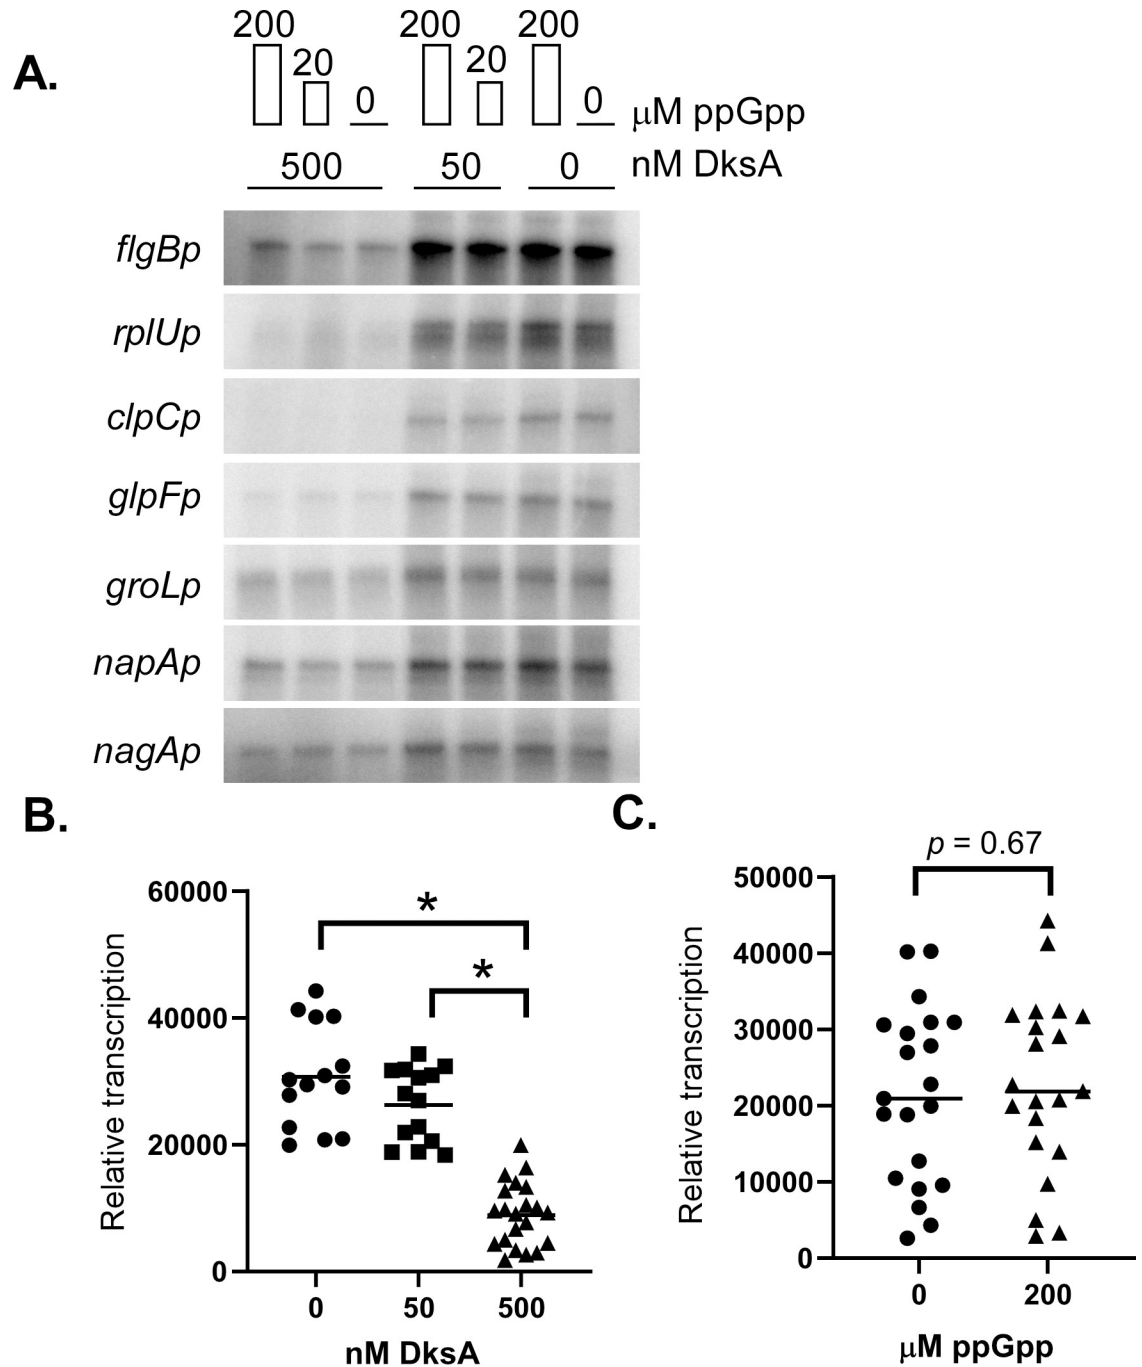 A.
200 20 0 200 20 200 0 μM ppGpp
500 50 0 nM DksA
flgBp
rplUp
clpCp
glpFp
groLp
napAp
nagAp
B.
60000
40000
20000
0
Relative transcription
*
*
0 50 500
nM DksA
C.
p = 0.67
50000
40000
30000
20000
10000
0
Relative transcription
0 200
μM ppGpp